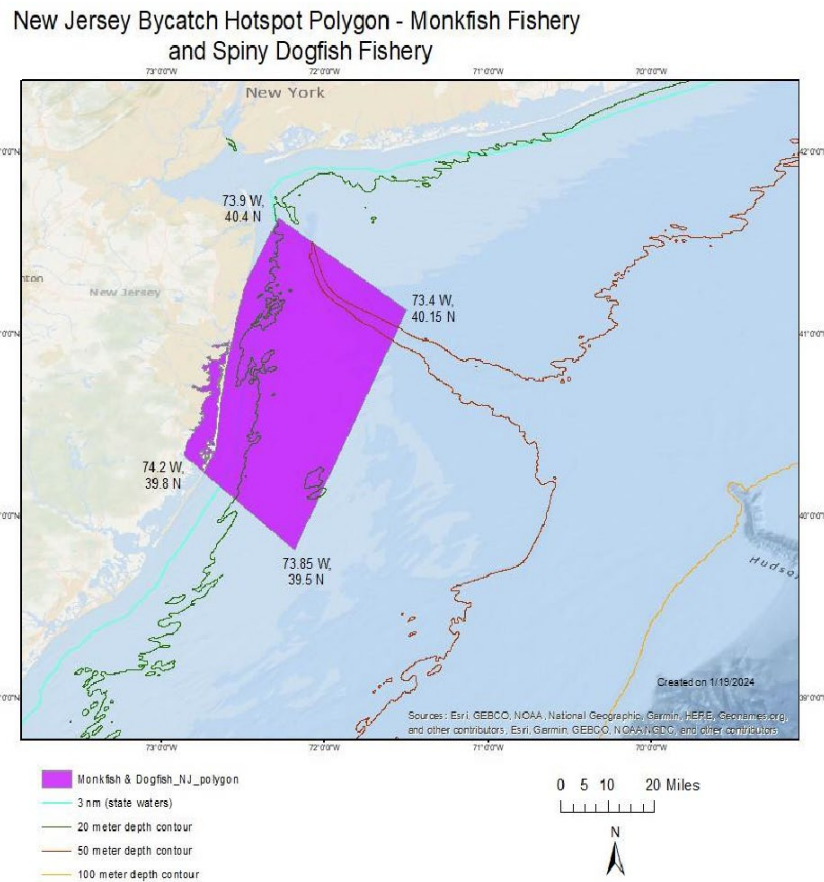 New Jersey Bycatch Hotspot Polygon - Monkfish Fishery
and Spiny Dogfish Fishery
73°0'0"W 72°0'0"W 71°0'0"W 70°0'0"W
New York
73.9 W,
40.4 N
New Jersey
73.4 W,
40.15 N
41°0'0"N
74.2 W,
39.8 N
40°0'0"N
73.85 W,
39.5 N
Created on 1/19/2024
Sources: Esri, GEBCO, NOAA, National Geographic, Garmin, HERE, Geonames.org,
and other contributors, Esri, Garmin, GEBCO, NOAA NGDC, and other contributors
73°0'0"W 72°0'0"W 71°0'0"W 70°0'0"W
Monkfish & Dogfish_NJ_polygon
3 nm (state waters)
20 meter depth contour
50 meter depth contour
100 meter depth contour
0 5 10 20 Miles
N